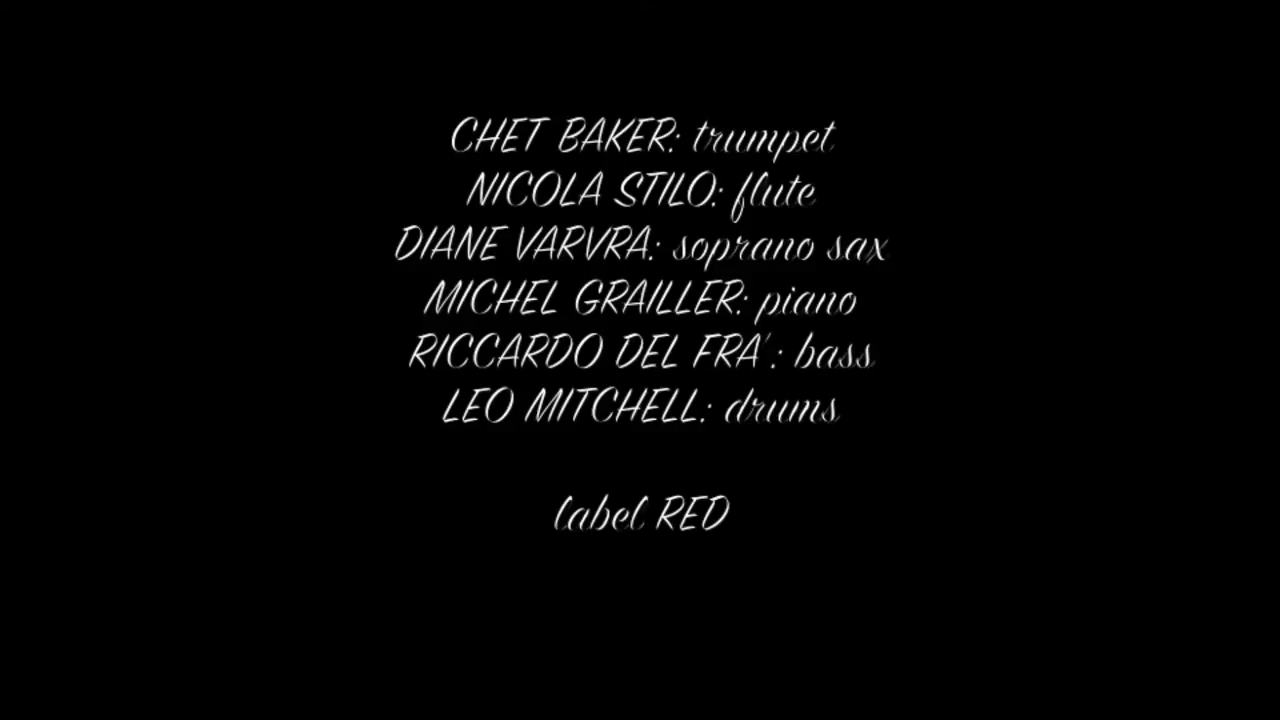 CHET BAKER: trumpet
NICOLA STILO: flute
DIANE VARVRA: soprano sax
MICHEL GRAILLER: piano
RICCARDO DEL FRA': bass
LEO MITCHELL: drums
label RED